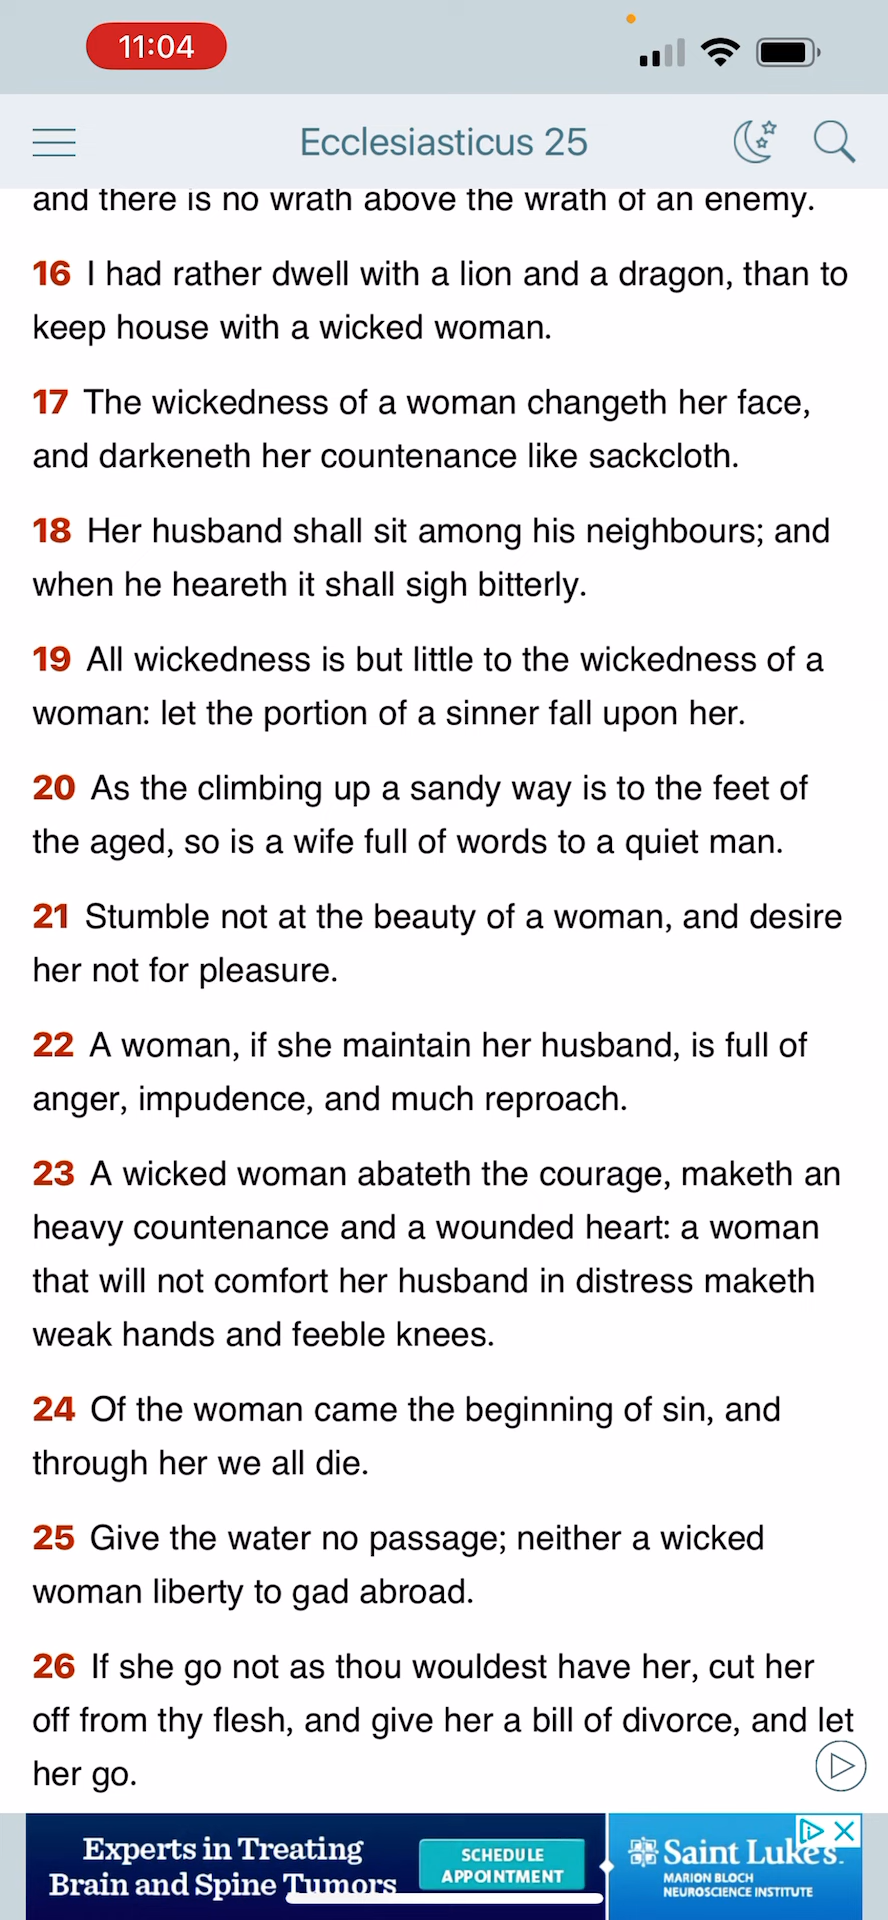 11:04
Ecclesiasticus 25
and there is no wrath above the wrath of an enemy.
16 I had rather dwell with a lion and a dragon, than to
keep house with a wicked woman.
17 The wickedness of a woman changeth her face,
and darkeneth her countenance like sackcloth.
18 Her husband shall sit among his neighbours; and
when he heareth it shall sigh bitterly.
19 All wickedness is but little to the wickedness of a
woman: let the portion of a sinner fall upon her.
20 As the climbing up a sandy way is to the feet of
the aged, so is a wife full of words to a quiet man.
21 Stumble not at the beauty of a woman, and desire
her not for pleasure.
22 A woman, if she maintain her husband, is full of
anger, impudence, and much reproach.
23 A wicked woman abateth the courage, maketh an
heavy countenance and a wounded heart: a woman
that will not comfort her husband in distress maketh
weak hands and feeble knees.
24 Of the woman came the beginning of sin, and
through her we all die.
25 Give the water no passage; neither a wicked
woman liberty to gad abroad.
26 If she go not as thou wouldest have her, cut her
off from thy flesh, and give her a bill of divorce, and let
her go.
Experts in Treating
Brain and Spine Tumors
SCHEDULE
APPOINTMENT
Saint Luke's
MARION BLOCH
NEUROSCIENCE INSTITUTE